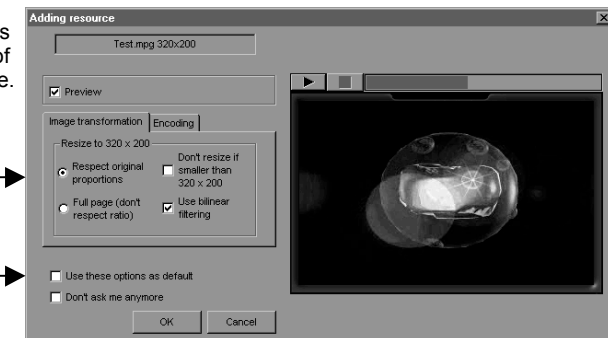 s
of
e.
Adding resource
Test.mpg 320x200
Preview
Image transformation
Encoding
Resize to 320 x 200
Respect original
proportions
Don't resize if
smaller than
320 x 200
Full page (don't
respect ratio)
Use bilinear
filtering
Use these options as default
Don't ask me anymore
OK
Cancel